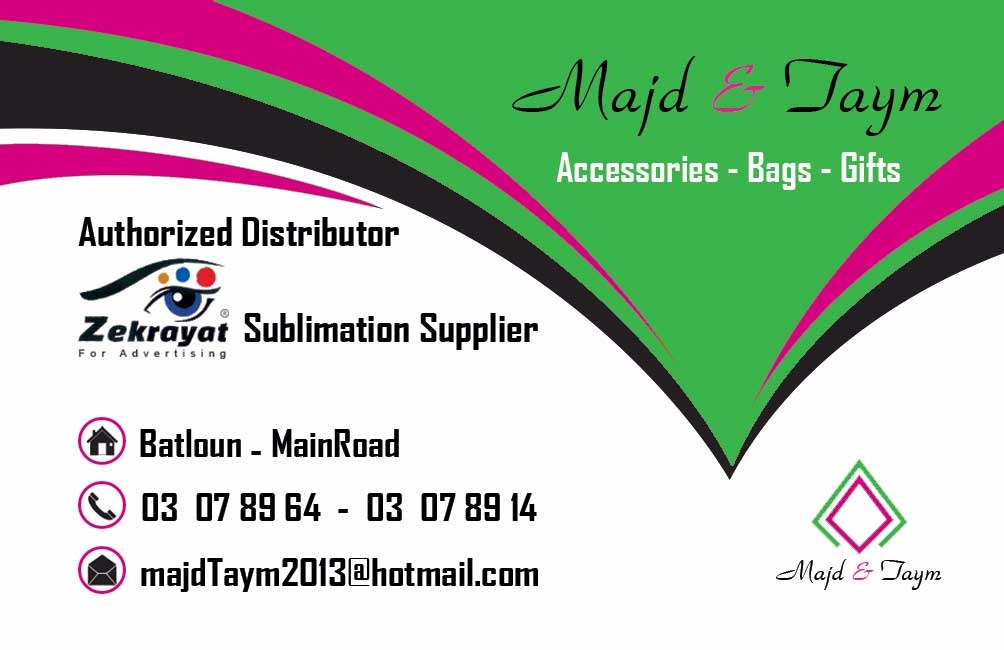 Majd & Taym
Accessories - Bags - Gifts
Authorized Distributor
Zekrayat ®
For Advertising
Sublimation Supplier
Batloun - MainRoad
03 07 89 64 - 03 07 89 14
majdTaym2013@hotmail.com
Majd & Taym